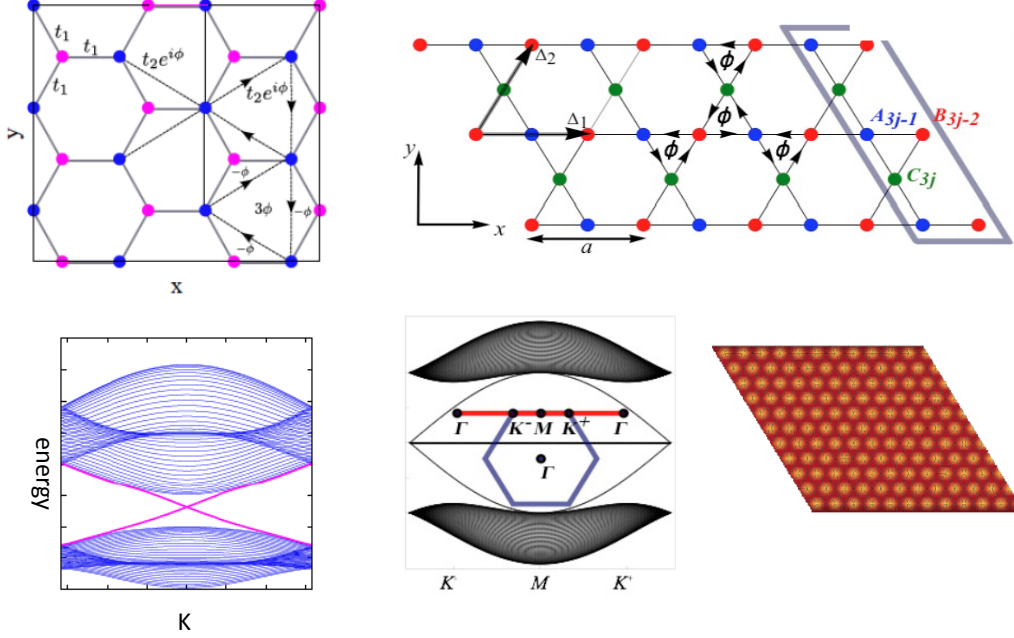 t₁
t₁
t₁
t₂e^{iϕ}
t₂e^{iϕ}
-ϕ
3ϕ
-ϕ
-ϕ
y
x
Δ₂
Δ₁
ϕ
ϕ
ϕ
ϕ
A₃ⱼ₋₁
B₃ⱼ₋₂
C₃ⱼ
y
x
a
energy
K
Γ K⁻ M K⁺ Γ
Γ
K M K'